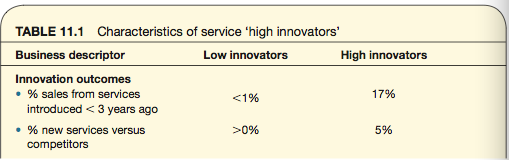 TABLE 11.1 Characteristics of service ‘high innovators’
Business descriptor Low innovators High innovators
Innovation outcomes
• % sales from services <1% 17%
introduced < 3 years ago
• % new services versus >0% 5%
competitors